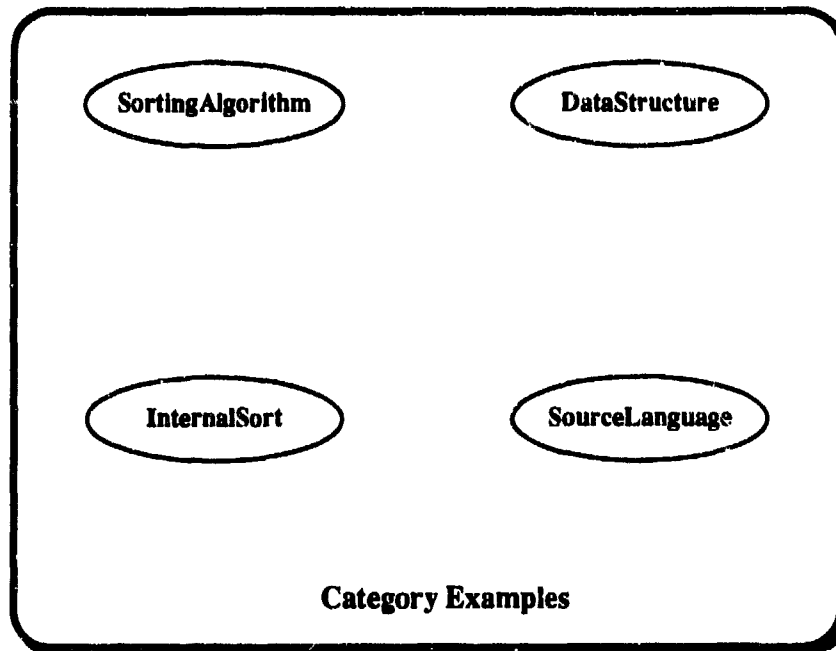 SortingAlgorithm
DataStructure
InternalSort
SourceLanguage
Category Examples